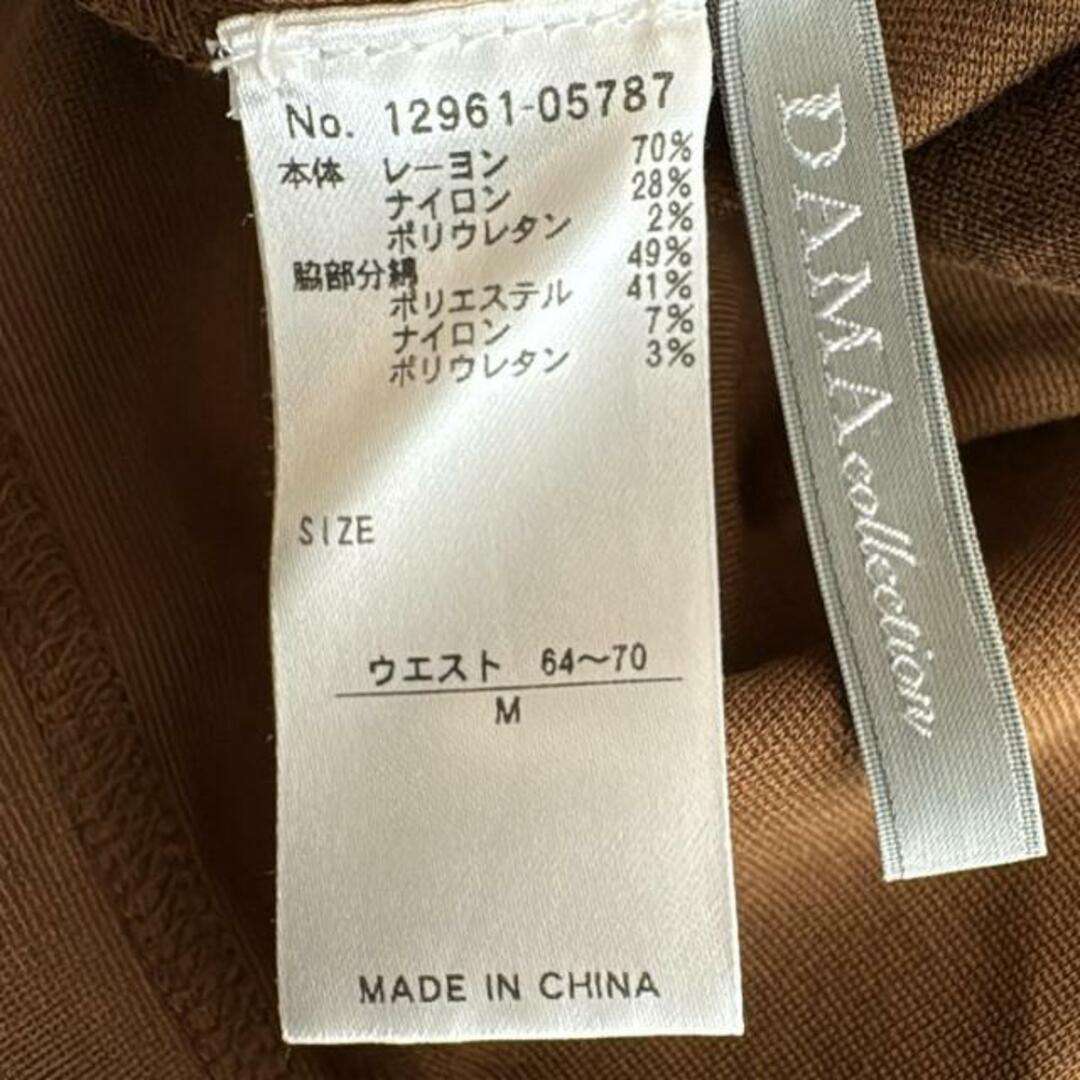 No. 12961-05787
本体 レーヨン 70%
ナイロン 28%
ポリウレタン 2%
脇部分綿 49%
ポリエステル 41%
ナイロン 7%
ポリウレタン 3%
SIZE
ウエスト 64〜70
M
MADE IN CHINA
DAMA collection